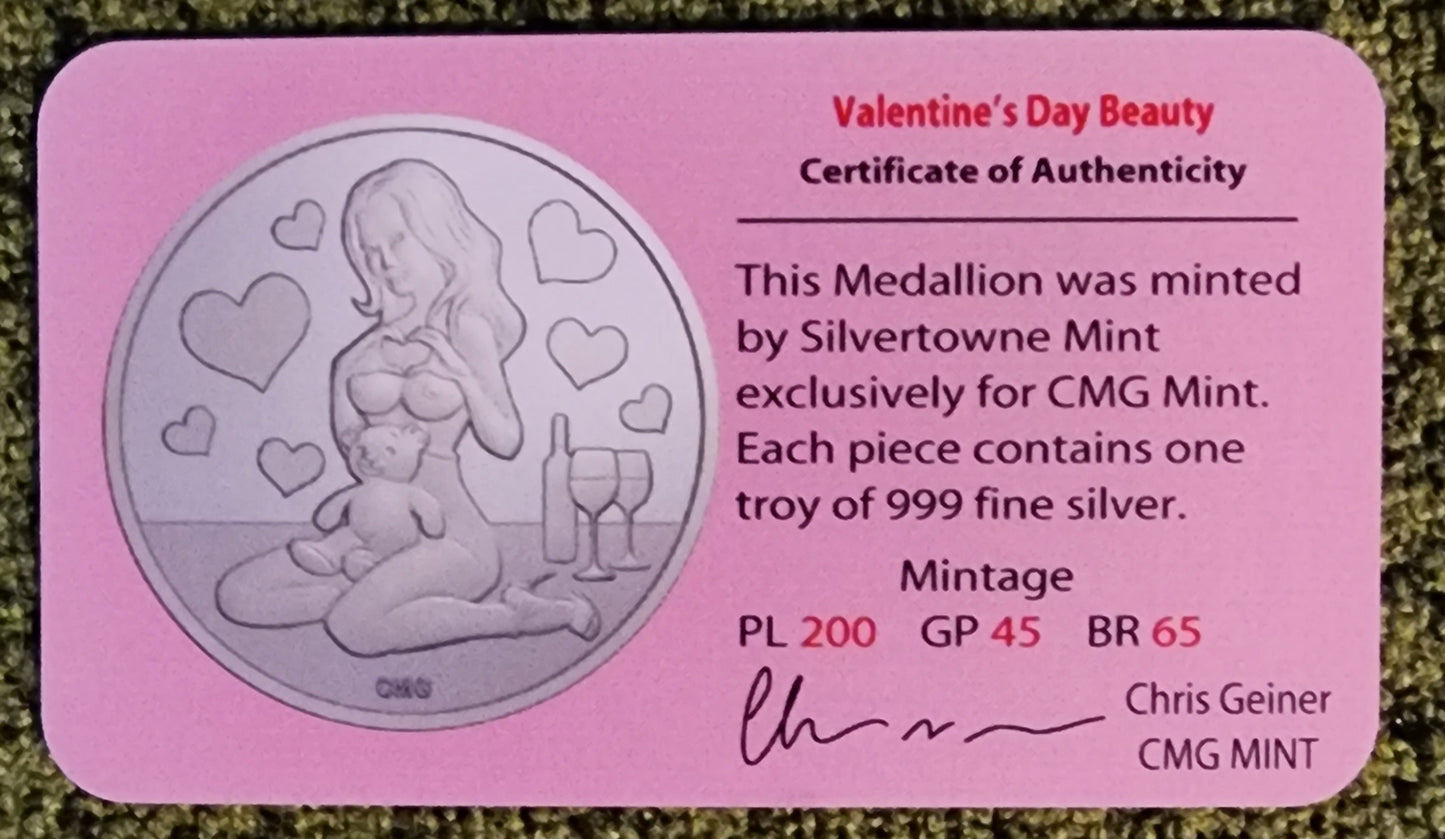 Valentine's Day Beauty
Certificate of Authenticity
This Medallion was minted
by Silvertowne Mint
exclusively for CMG Mint.
Each piece contains one
troy of 999 fine silver.
Mintage
PL 200 GP 45 BR 65
Chris Geiner
CMG MINT
CMG